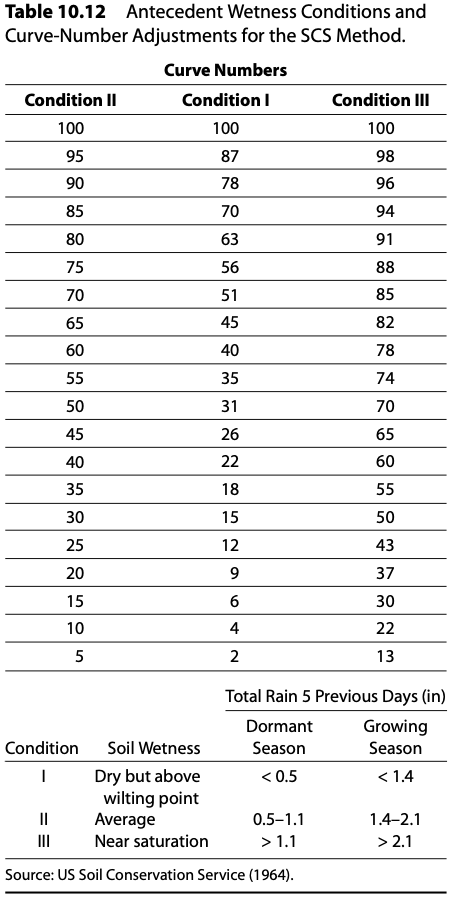 Table 10.12 Antecedent Wetness Conditions and
Curve-Number Adjustments for the SCS Method.
Curve Numbers
Condition II Condition I Condition III
100 100 100
95 87 98
90 78 96
85 70 94
80 63 91
75 56 88
70 51 85
65 45 82
60 40 78
55 35 74
50 31 70
45 26 65
40 22 60
35 18 55
30 15 50
25 12 43
20 9 37
15 6 30
10 4 22
5 2 13
Total Rain 5 Previous Days (in)
Dormant Growing
Condition Soil Wetness Season Season
I Dry but above < 0.5 < 1.4
wilting point
II Average 0.5–1.1 1.4–2.1
III Near saturation > 1.1 > 2.1
Source: US Soil Conservation Service (1964).